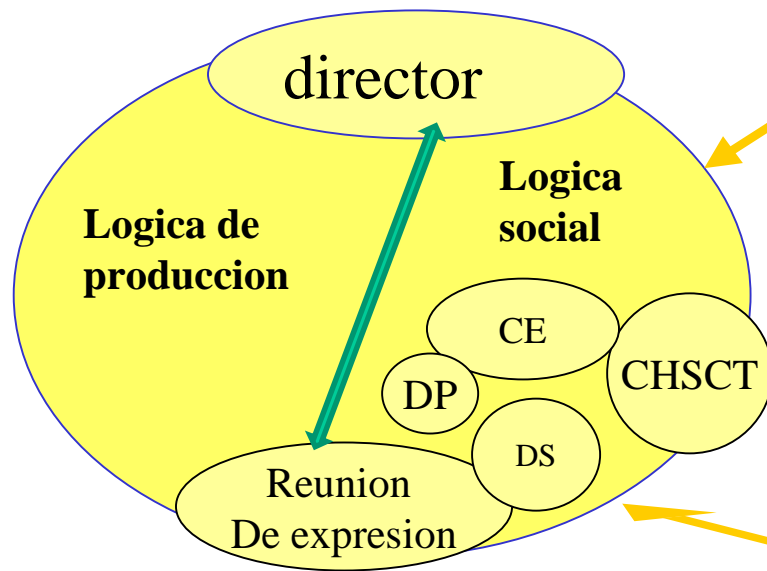 director
Logica
social
Logica de
produccion
CE
CHSCT
DP
DS
Reunion
De expresion